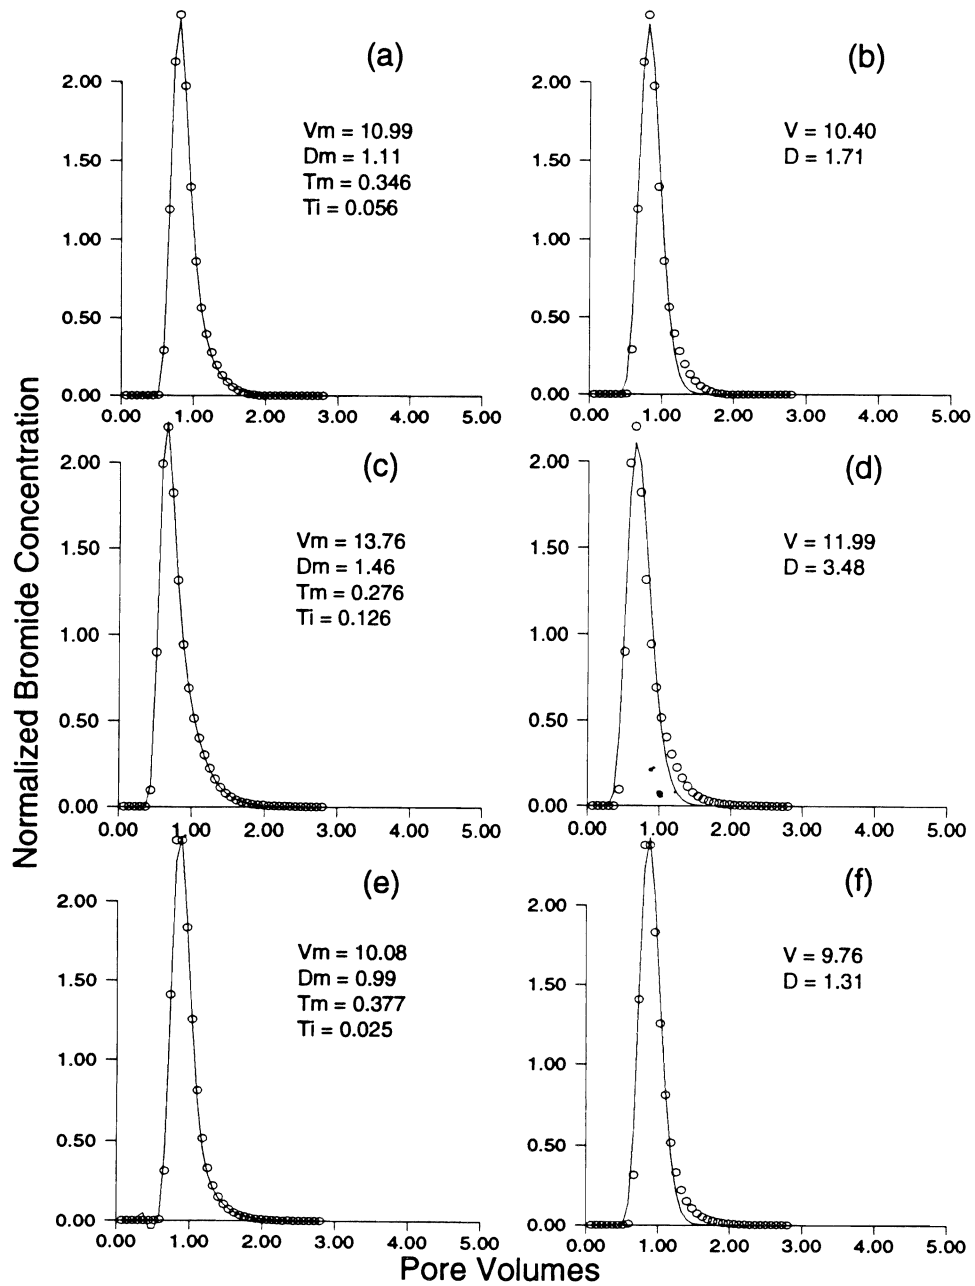 (a)
2.00
1.50
1.00
0.50
0.00
Vm = 10.99
Dm = 1.11
Tm = 0.346
Ti = 0.056
0.00 1.00 2.00 3.00 4.00 5.00
(b)
2.00
1.50
1.00
0.50
0.00
V = 10.40
D = 1.71
0.00 1.00 2.00 3.00 4.00 5.00
Normalized Bromide Concentration
(c)
2.00
1.50
1.00
0.50
0.00
Vm = 13.76
Dm = 1.46
Tm = 0.276
Ti = 0.126
0.00 1.00 2.00 3.00 4.00 5.00
(d)
2.00
1.50
1.00
0.50
0.00
V = 11.99
D = 3.48
0.00 1.00 2.00 3.00 4.00 5.00
(e)
2.00
1.50
1.00
0.50
0.00
Vm = 10.08
Dm = 0.99
Tm = 0.377
Ti = 0.025
0.00 1.00 2.00 3.00 4.00 5.00
(f)
2.00
1.50
1.00
0.50
0.00
V = 9.76
D = 1.31
0.00 1.00 2.00 3.00 4.00 5.00
Pore Volumes